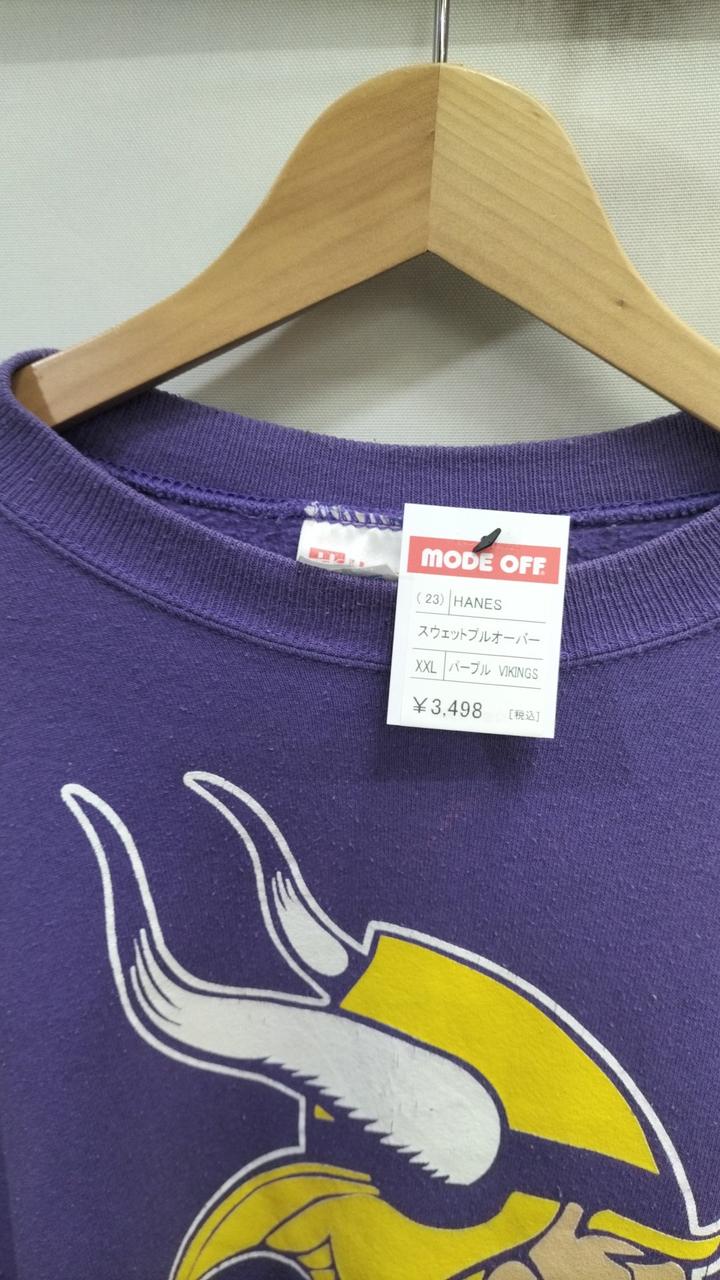 MODE OFF
(23) HANES
スウェットプルオーバー
XXL パープル VIKINGS
￥3,498 [税込]